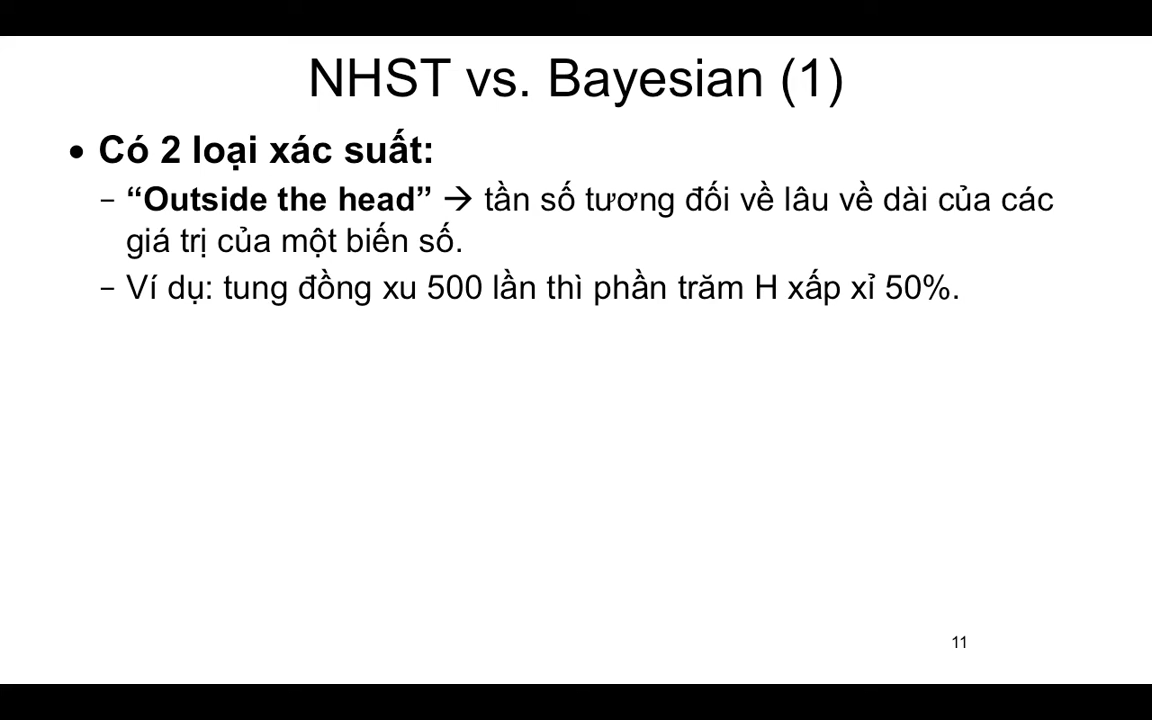 NHST vs. Bayesian (1)
• Có 2 loại xác suất:
– “Outside the head” → tần số tương đối về lâu về dài của các
giá trị của một biến số.
– Ví dụ: tung đồng xu 500 lần thì phần trăm H xấp xỉ 50%.
11